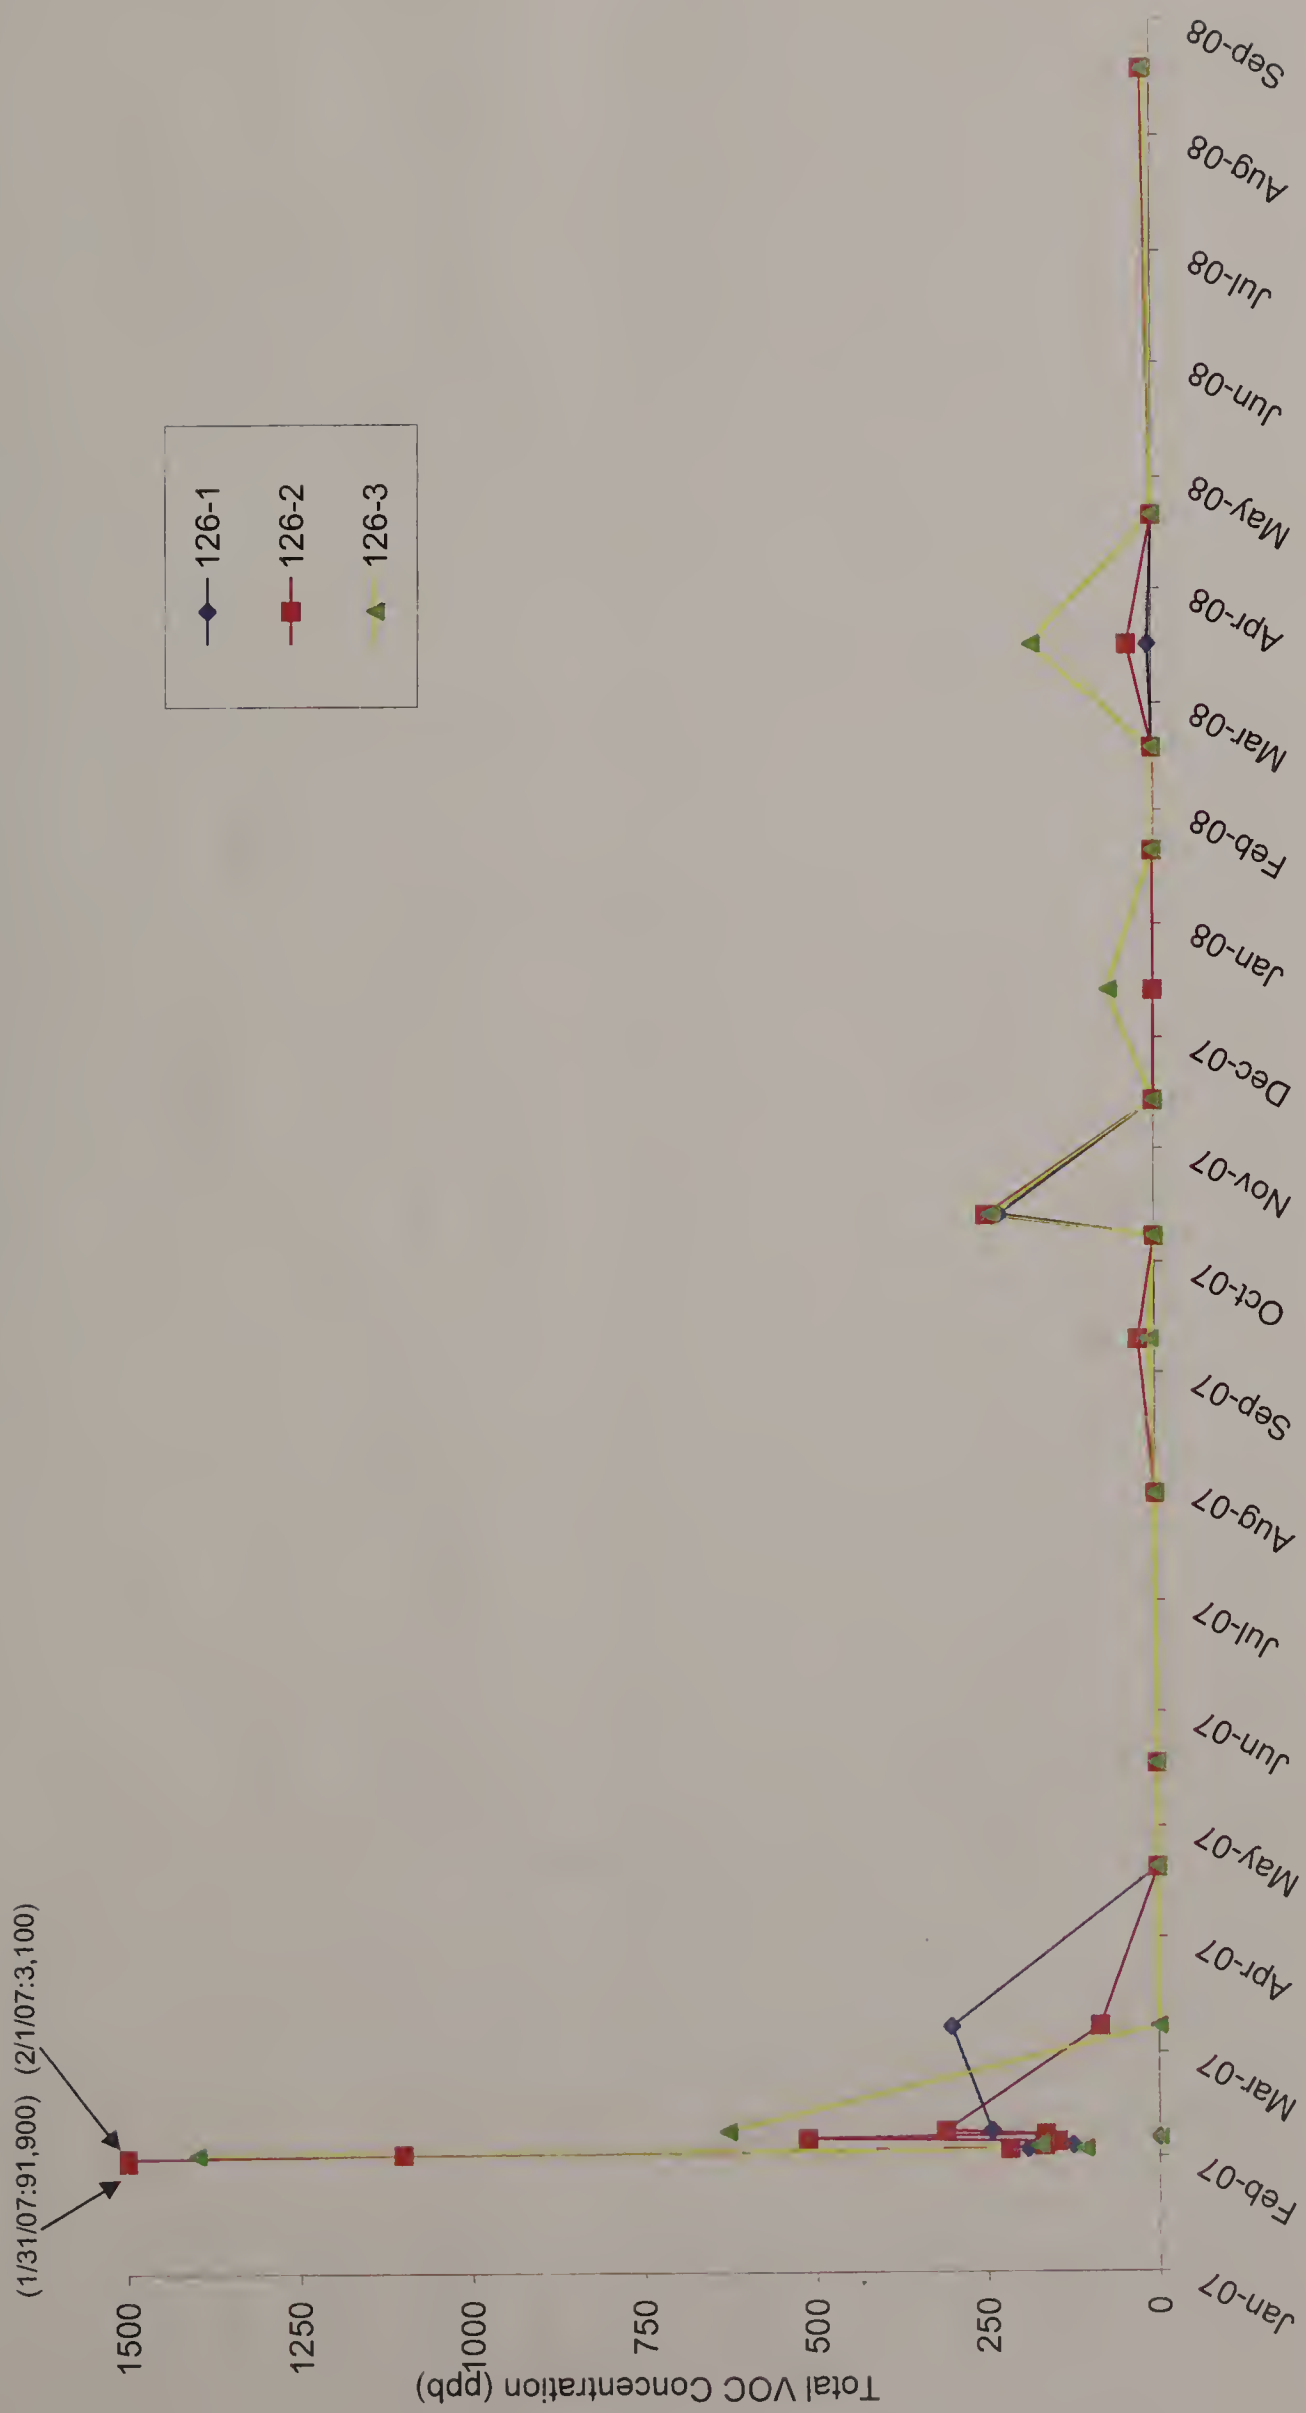 (1/31/07:91,900) (2/1/07:3,100)
1500
1250
1000
750
500
250
0
Total VOC Concentration (ppb)
126-1
126-2
126-3
Jan-07
Feb-07
Mar-07
Apr-07
May-07
Jun-07
Jul-07
Aug-07
Sep-07
Oct-07
Nov-07
Dec-07
Jan-08
Feb-08
Mar-08
Apr-08
May-08
Jun-08
Jul-08
Aug-08
Sep-08